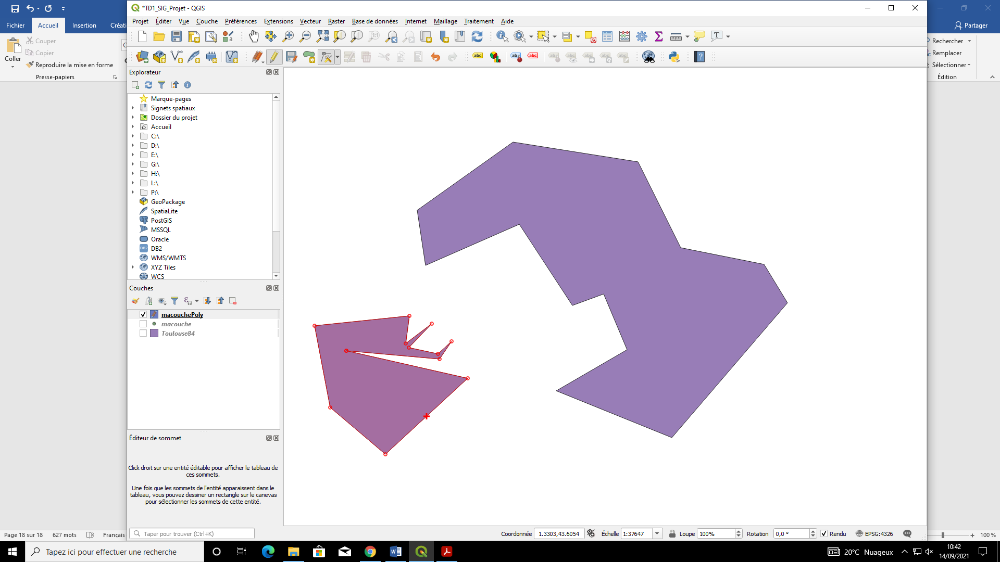 *TD1_SIG_Projet - QGIS
Fichier
Accueil
Insertion
Créati
Partager
Projet
Éditer
Vue
Couche
Préférences
Extensions
Vecteur
Raster
Base de données
Internet
Maillage
Traitement
Aide
Coller
Couper
Copier
Reproduire la mise en forme
Presse-papiers
Rechercher
Remplacer
Sélectionner
Édition
Explorateur
Marque-pages
Signets spatiaux
Dossier du projet
Accueil
C:\
D:\
E:\
G:\
H:\
L:\
P:\
GeoPackage
SpatiaLite
PostGIS
MSSQL
Oracle
DB2
WMS/WMTS
XYZ Tiles
WCS
Couches
macouchePoly
macouche
Toulouse84
Éditeur de sommet
Click droit sur une entité éditable pour afficher le tableau de
ces sommets.
Une fois que les sommets de l'entité apparaissent dans le
tableau, vous pouvez dessiner un rectangle sur le canevas
pour sélectionner les sommets de cette entité.
Taper pour trouver (Ctrl+K)
Coordonnée 1.3303,43.6054
Échelle 1:37647
Loupe 100%
Rotation 0,0 °
Rendu
EPSG:4326
Page 18 sur 18
627 mots
Français
100 %
Tapez ici pour effectuer une recherche
20°C Nuageux
10:42
14/09/2021